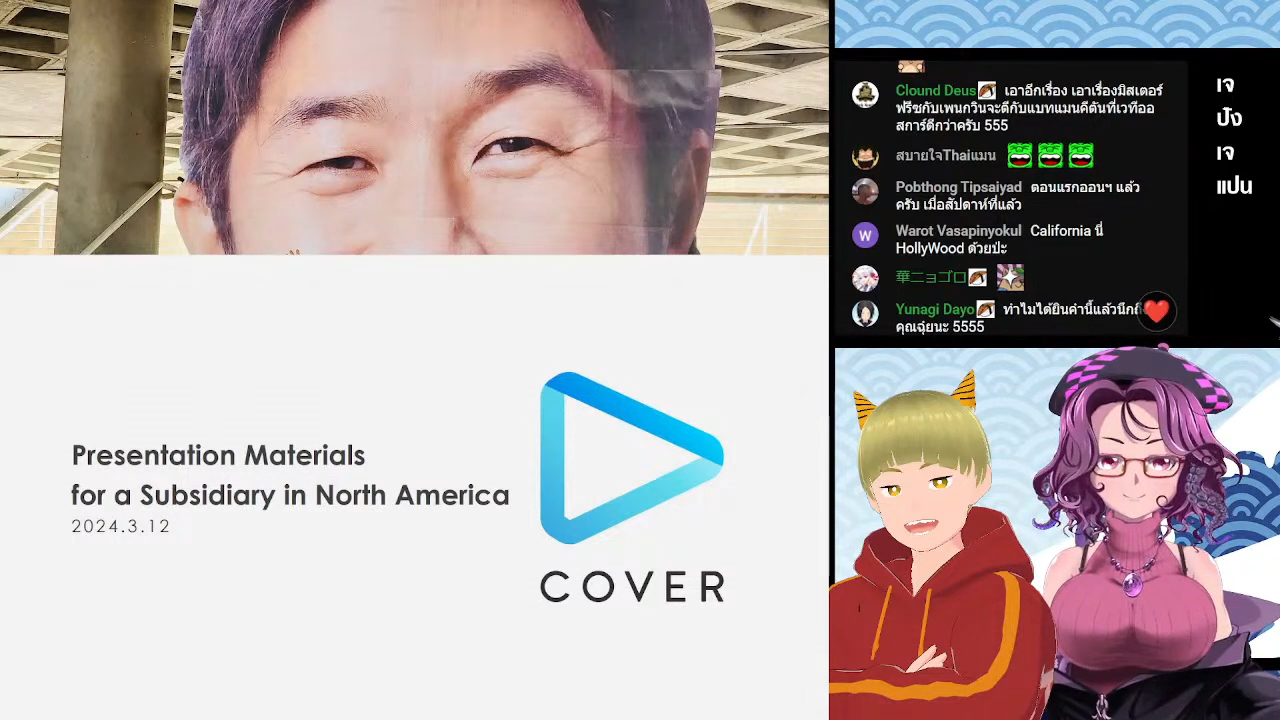 Presentation Materials
for a Subsidiary in North America
2024.3.12
COVER
Clound Deus เอาอีกเรื่อง เอาเรื่องมิสเตอร์
ฟรีซกับเพนกวินจะตีกับแบทแมนคีตันที่เวทีออ
สการ์ดีกว่าครับ 555
สบายใจThaiแมน
Pobthong Tipsaiyad ตอนแรกออนฯ แล้ว
ครับ เมื่อสัปดาห์ที่แล้ว
W
Warot Vasapinyokul California นี่
HollyWood ด้วยป่ะ
華ニョゴロ
Yunagi Dayo ทำไมได้ยินคำนี้แล้วนึกถึ
คุณฉุ่ยนะ 5555
เจ
ปัง
เจ
แปน